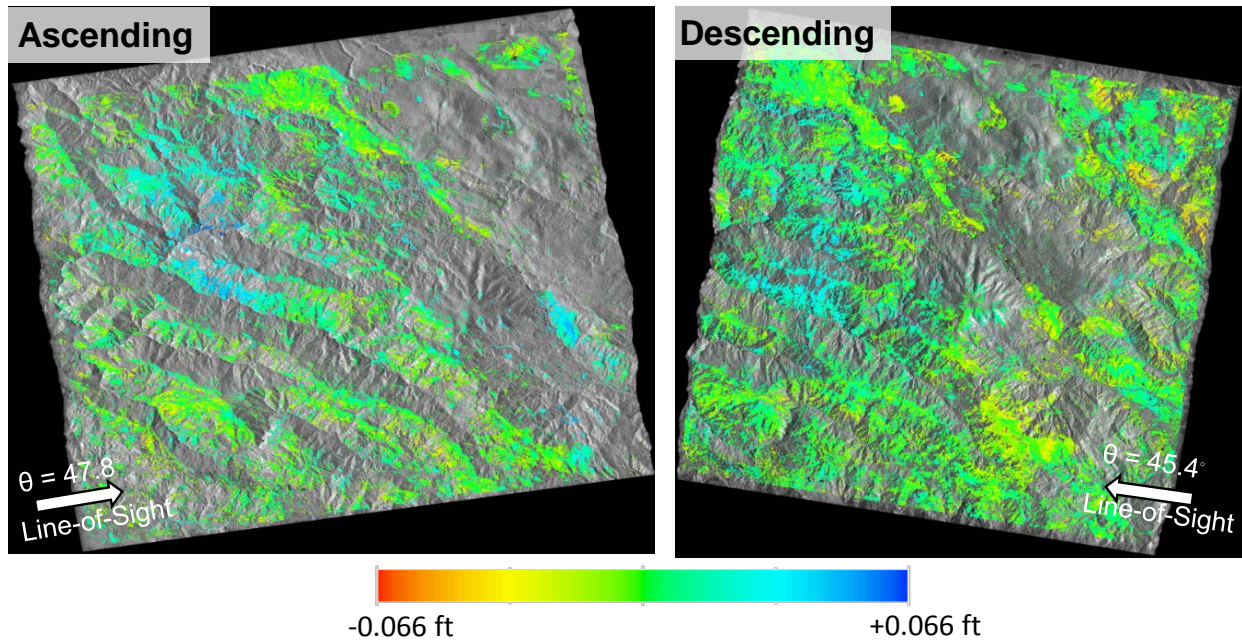 Ascending
Descending
θ = 47.8
Line-of-Sight
θ = 45.4°
Line-of-Sight
-0.066 ft
+0.066 ft